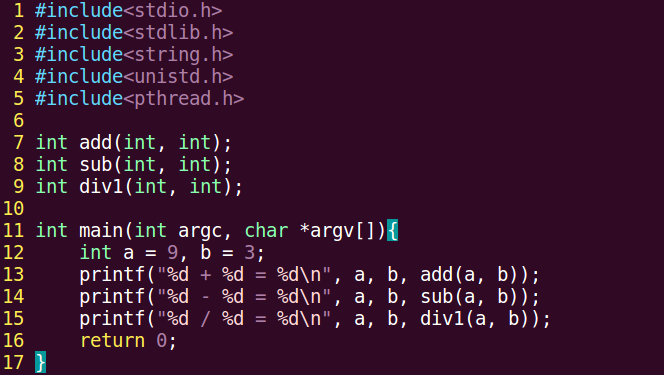 1 #include<stdio.h>
2 #include<stdlib.h>
3 #include<string.h>
4 #include<unistd.h>
5 #include<pthread.h>
6
7 int add(int, int);
8 int sub(int, int);
9 int div1(int, int);
10
11 int main(int argc, char *argv[]){
12     int a = 9, b = 3;
13     printf("%d + %d = %d\n", a, b, add(a, b));
14     printf("%d - %d = %d\n", a, b, sub(a, b));
15     printf("%d / %d = %d\n", a, b, div1(a, b));
16     return 0;
17 }